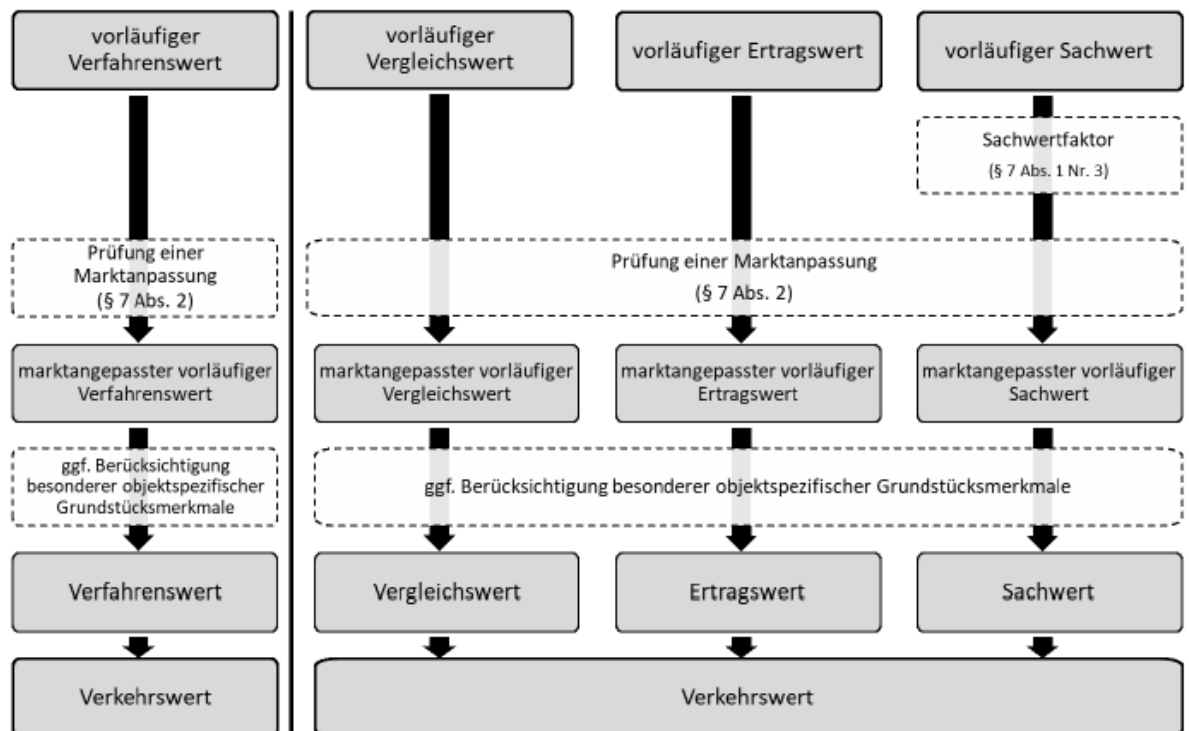 vorläufiger
Verfahrenswert
vorläufiger
Vergleichswert
vorläufiger Ertragswert
vorläufiger Sachwert
Sachwertfaktor
(§ 7 Abs. 1 Nr. 3)
Prüfung einer
Marktanpassung
(§ 7 Abs. 2)
Prüfung einer Marktanpassung
(§ 7 Abs. 2)
marktangepasster vorläufiger
Verfahrenswert
marktangepasster vorläufiger
Vergleichswert
marktangepasster vorläufiger
Ertragswert
marktangepasster vorläufiger
Sachwert
ggf. Berücksichtigung
besonderer objektspezifischer
Grundstücksmerkmale
ggf. Berücksichtigung besonderer objektspezifischer Grundstücksmerkmale
Verfahrenswert
Vergleichswert
Ertragswert
Sachwert
Verkehrswert
Verkehrswert